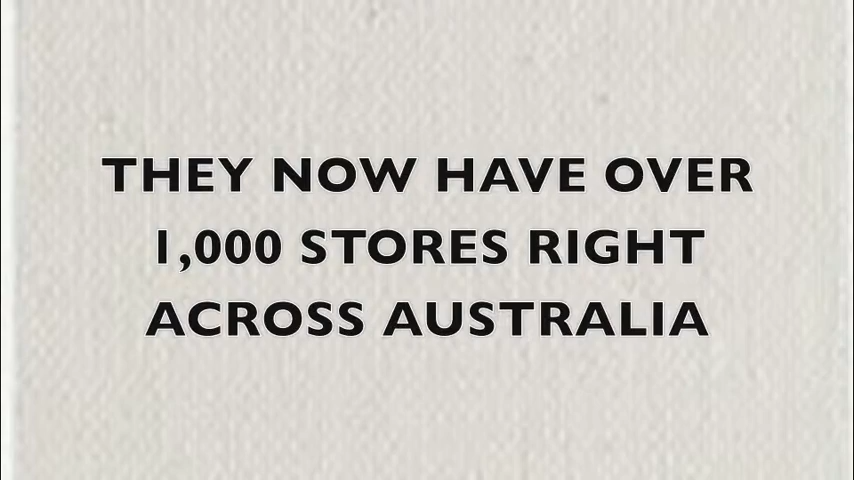 THEY NOW HAVE OVER
1,000 STORES RIGHT
ACROSS AUSTRALIA